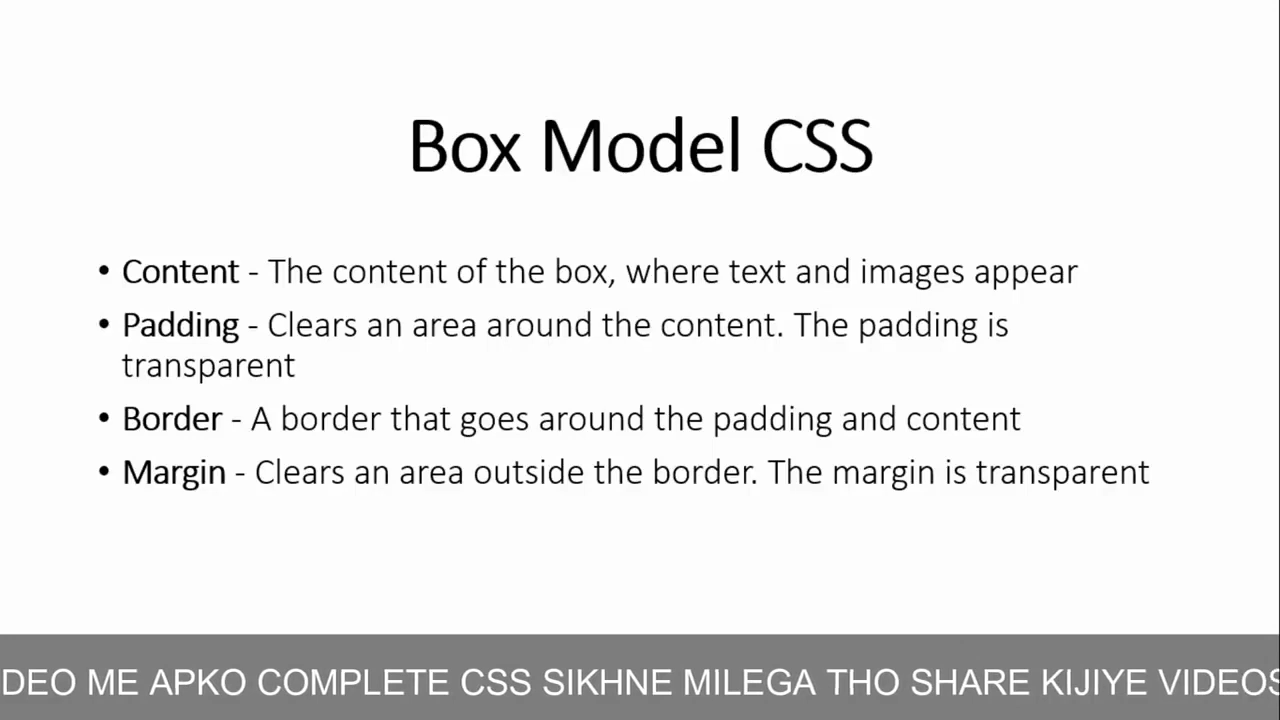 Box Model CSS
• Content - The content of the box, where text and images appear
• Padding - Clears an area around the content. The padding is
transparent
• Border - A border that goes around the padding and content
• Margin - Clears an area outside the border. The margin is transparent
DEO ME APKO COMPLETE CSS SIKHNE MILEGA THO SHARE KIJIYE VIDEOS